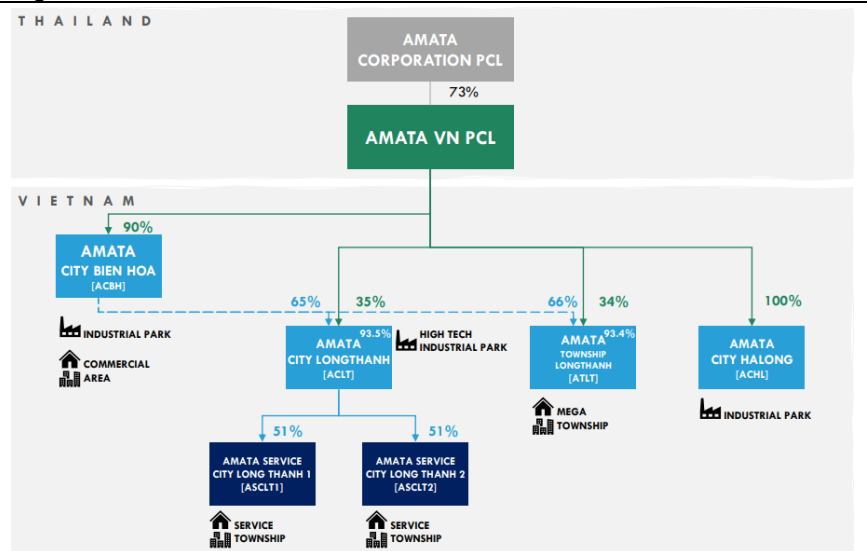 THAILAND
AMATA
CORPORATION PCL
73%
AMATA VN PCL
VIETNAM
90%
AMATA
CITY BIEN HOA
[ACBH]
65%
35%
66%
34%
100%
INDUSTRIAL PARK
COMMERCIAL
AREA
93.5%
AMATA
CITY LONGTHANH
[ACLT]
HIGH TECH
INDUSTRIAL PARK
93.4%
AMATA
TOWNSHIP
LONGTHANH
[ATLT]
MEGA
TOWNSHIP
AMATA
CITY HALONG
[ACHL]
INDUSTRIAL PARK
51%
51%
AMATA SERVICE
CITY LONG THANH 1
[ASCLT1]
AMATA SERVICE
CITY LONG THANH 2
[ASCLT2]
SERVICE
TOWNSHIP
SERVICE
TOWNSHIP